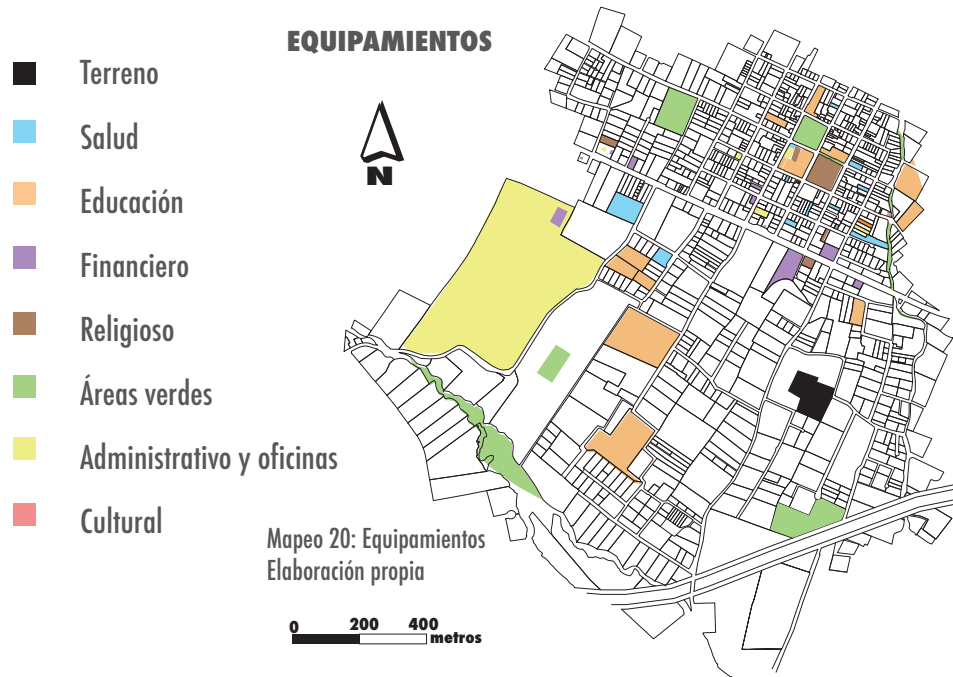 EQUIPAMIENTOS
Terreno
Salud
Educación
Financiero
Religioso
Áreas verdes
Administrativo y oficinas
Cultural
N
Mapeo 20: Equipamientos
Elaboración propia
0 200 400
metros